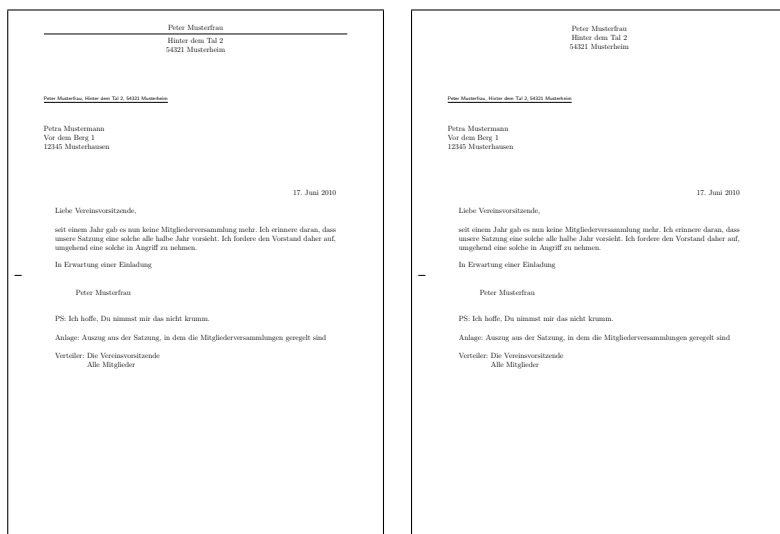 Peter Musterfrau
Hinter dem Tal 2
54321 Musterheim
Peter Musterfrau, Hinter dem Tal 2, 54321 Musterheim
Petra Mustermann
Vor dem Berg 1
12345 Musterhausen
17. Juni 2010
Liebe Vereinsvorsitzende,
seit einem Jahr gab es nun keine Mitgliederversammlung mehr. Ich erinnere daran, dass
unsere Satzung eine solche alle halbe Jahr vorsieht. Ich fordere den Vorstand daher auf,
umgehend eine solche in Angriff zu nehmen.
In Erwartung einer Einladung
Peter Musterfrau
PS: Ich hoffe, Du nimmst mir das nicht krumm.
Anlage: Auszug aus der Satzung, in dem die Mitgliederversammlungen geregelt sind
Verteiler: Die Vereinsvorsitzende
Alle Mitglieder
Peter Musterfrau
Hinter dem Tal 2
54321 Musterheim
Peter Musterfrau, Hinter dem Tal 2, 54321 Musterheim
Petra Mustermann
Vor dem Berg 1
12345 Musterhausen
17. Juni 2010
Liebe Vereinsvorsitzende,
seit einem Jahr gab es nun keine Mitgliederversammlung mehr. Ich erinnere daran, dass
unsere Satzung eine solche alle halbe Jahr vorsieht. Ich fordere den Vorstand daher auf,
umgehend eine solche in Angriff zu nehmen.
In Erwartung einer Einladung
Peter Musterfrau
PS: Ich hoffe, Du nimmst mir das nicht krumm.
Anlage: Auszug aus der Satzung, in dem die Mitgliederversammlungen geregelt sind
Verteiler: Die Vereinsvorsitzende
Alle Mitglieder